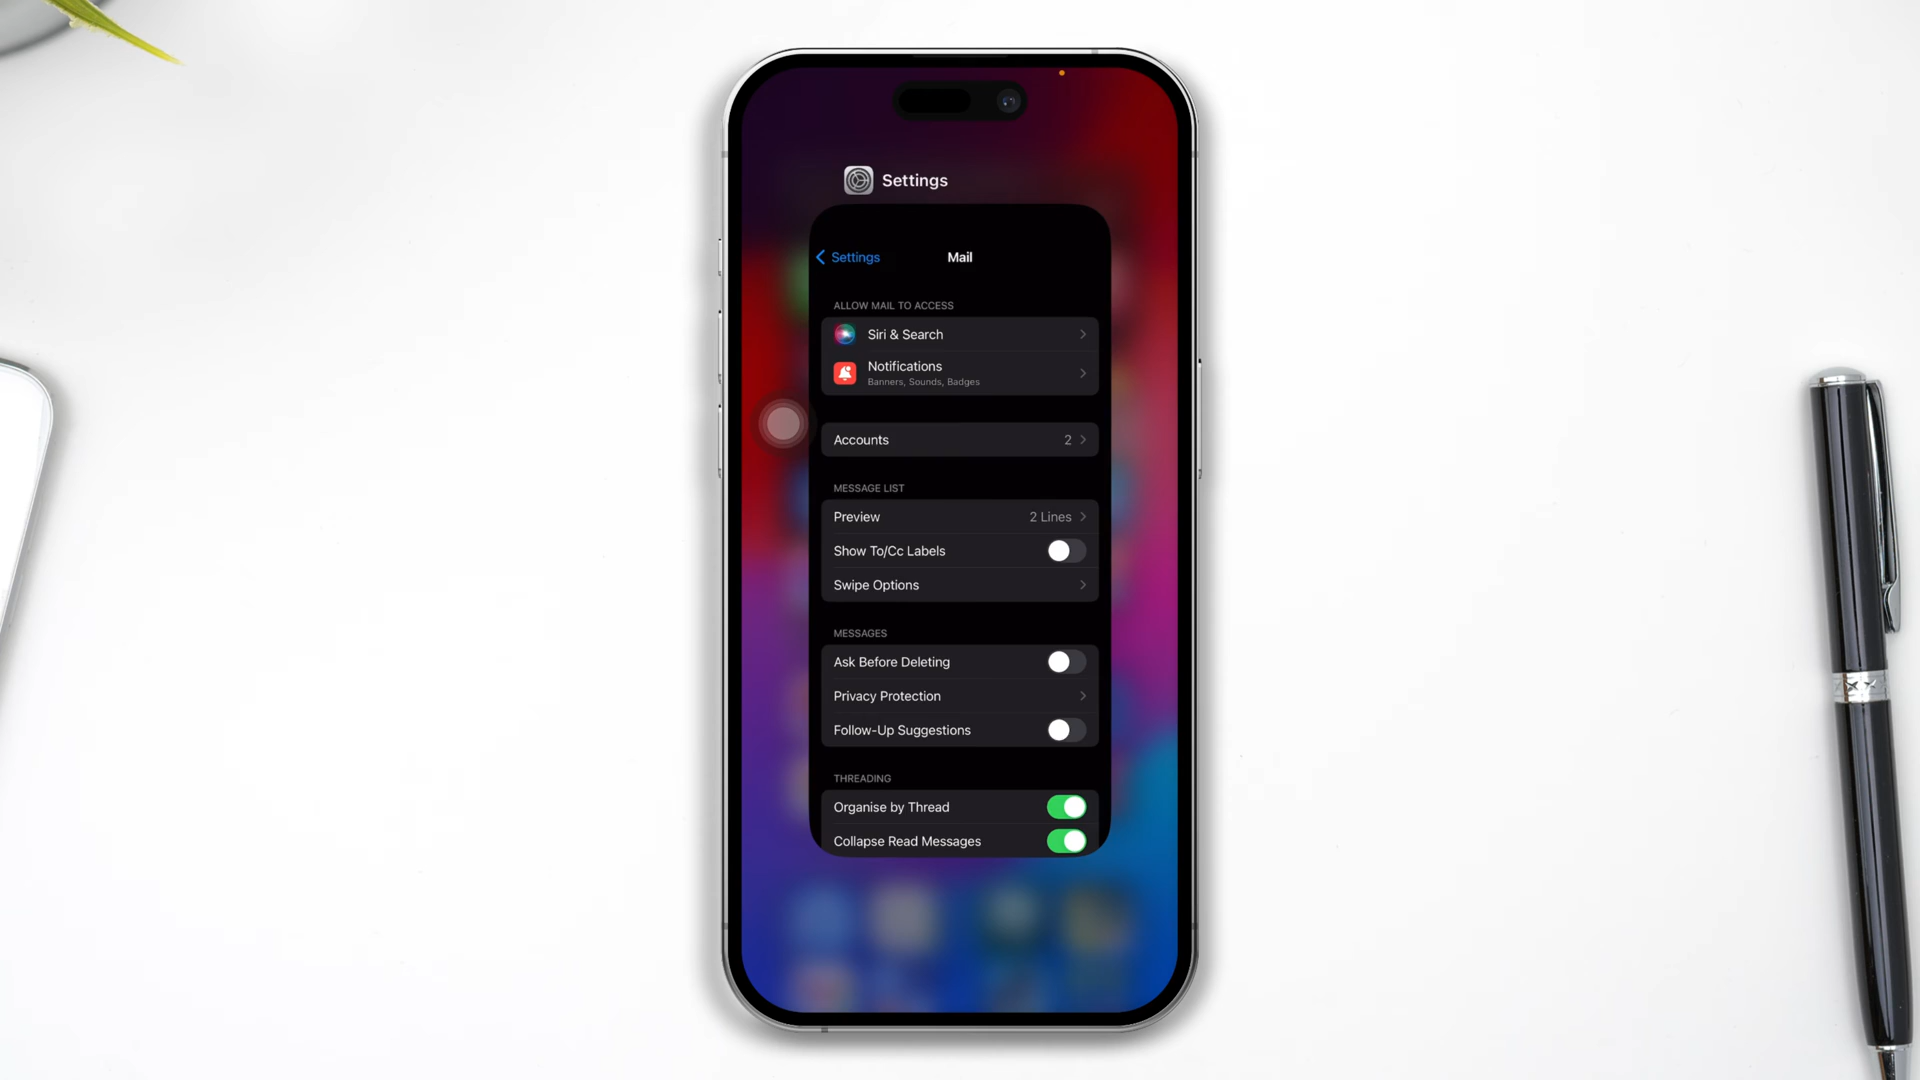 Settings
Settings
Mail
ALLOW MAIL TO ACCESS
Siri & Search
Notifications
Banners, Sounds, Badges
Accounts 2
MESSAGE LIST
Preview 2 Lines
Show To/Cc Labels
Swipe Options
MESSAGES
Ask Before Deleting
Privacy Protection
Follow-Up Suggestions
THREADING
Organise by Thread
Collapse Read Messages